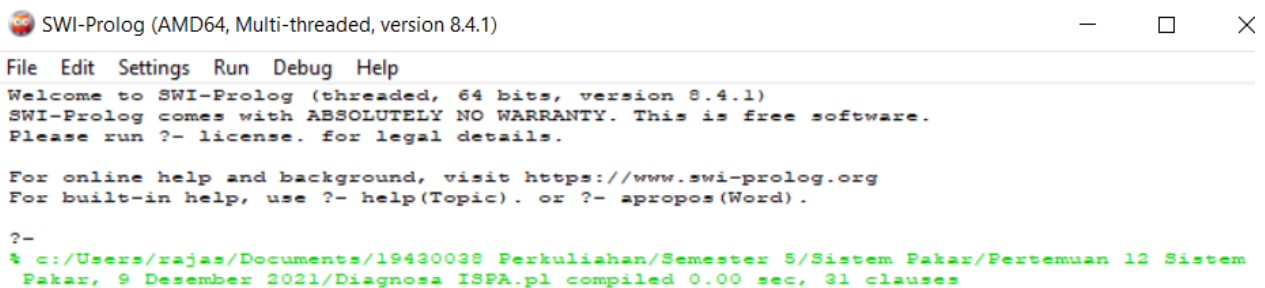 SWI-Prolog (AMD64, Multi-threaded, version 8.4.1)
File Edit Settings Run Debug Help
Welcome to SWI-Prolog (threaded, 64 bits, version 8.4.1)
SWI-Prolog comes with ABSOLUTELY NO WARRANTY. This is free software.
Please run ?- license. for legal details.
For online help and background, visit https://www.swi-prolog.org
For built-in help, use ?- help(Topic). or ?- apropos(Word).
?-
% c:/Users/rajas/Documents/19430038 Perkuliahan/Semester 5/Sistem Pakar/Pertemuan 12 Sistem
Pakar, 9 Desember 2021/Diagnosa ISPA.pl compiled 0.00 sec, 31 clauses